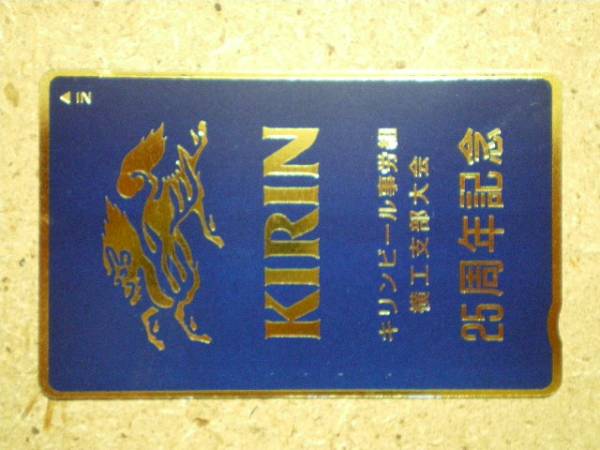 KIRIN
キリンビール事労組
横工支部大会
25周年記念